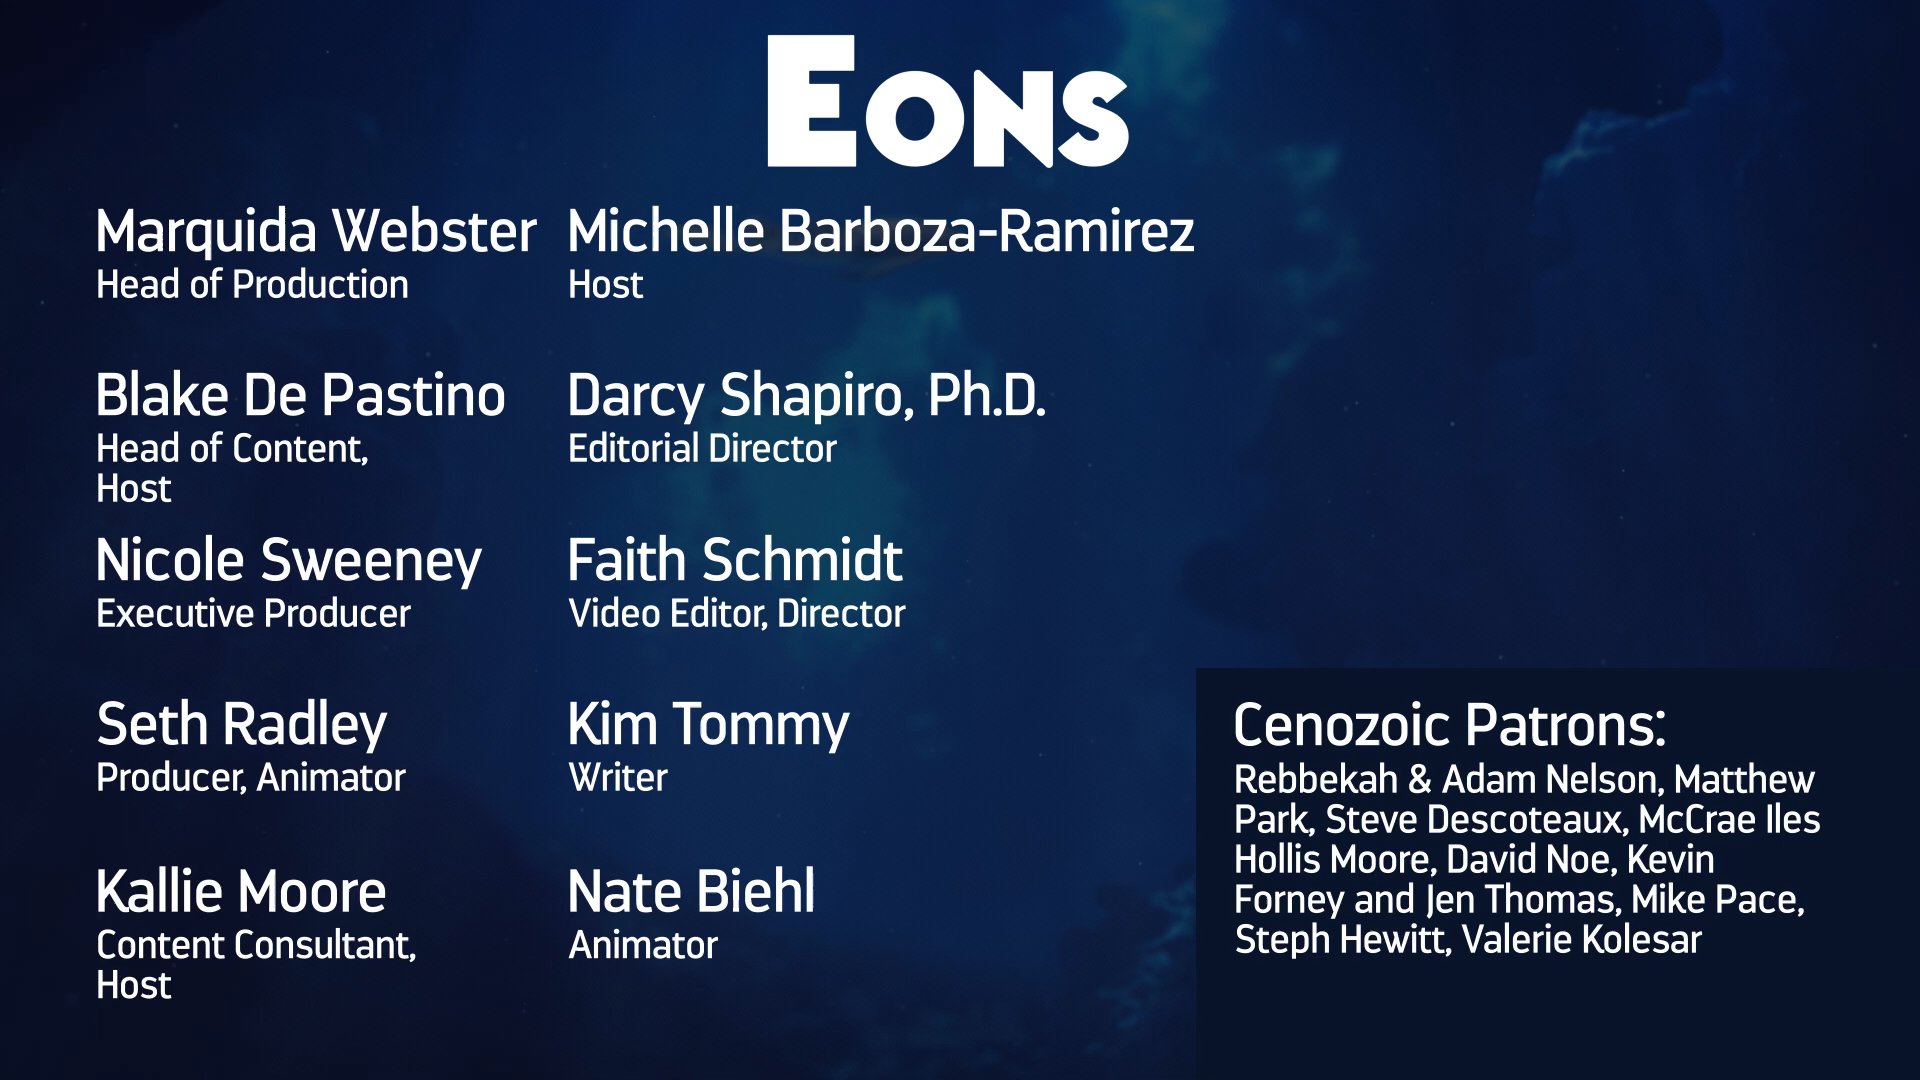 Eons
Marquida Webster
Head of Production
Michelle Barboza-Ramirez
Host
Blake De Pastino
Head of Content,
Host
Darcy Shapiro, Ph.D.
Editorial Director
Nicole Sweeney
Executive Producer
Faith Schmidt
Video Editor, Director
Seth Radley
Producer, Animator
Kim Tommy
Writer
Kallie Moore
Content Consultant,
Host
Nate Biehl
Animator
Cenozoic Patrons:
Rebbekah & Adam Nelson, Matthew
Park, Steve Descoteaux, McCrae Iles
Hollis Moore, David Noe, Kevin
Forney and Jen Thomas, Mike Pace,
Steph Hewitt, Valerie Kolesar